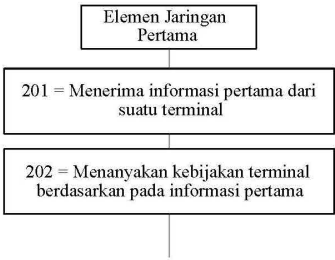 Elemen Jaringan
Pertama
201 = Menerima informasi pertama dari
suatu terminal
202 = Menanyakan kebijakan terminal
berdasarkan pada informasi pertama